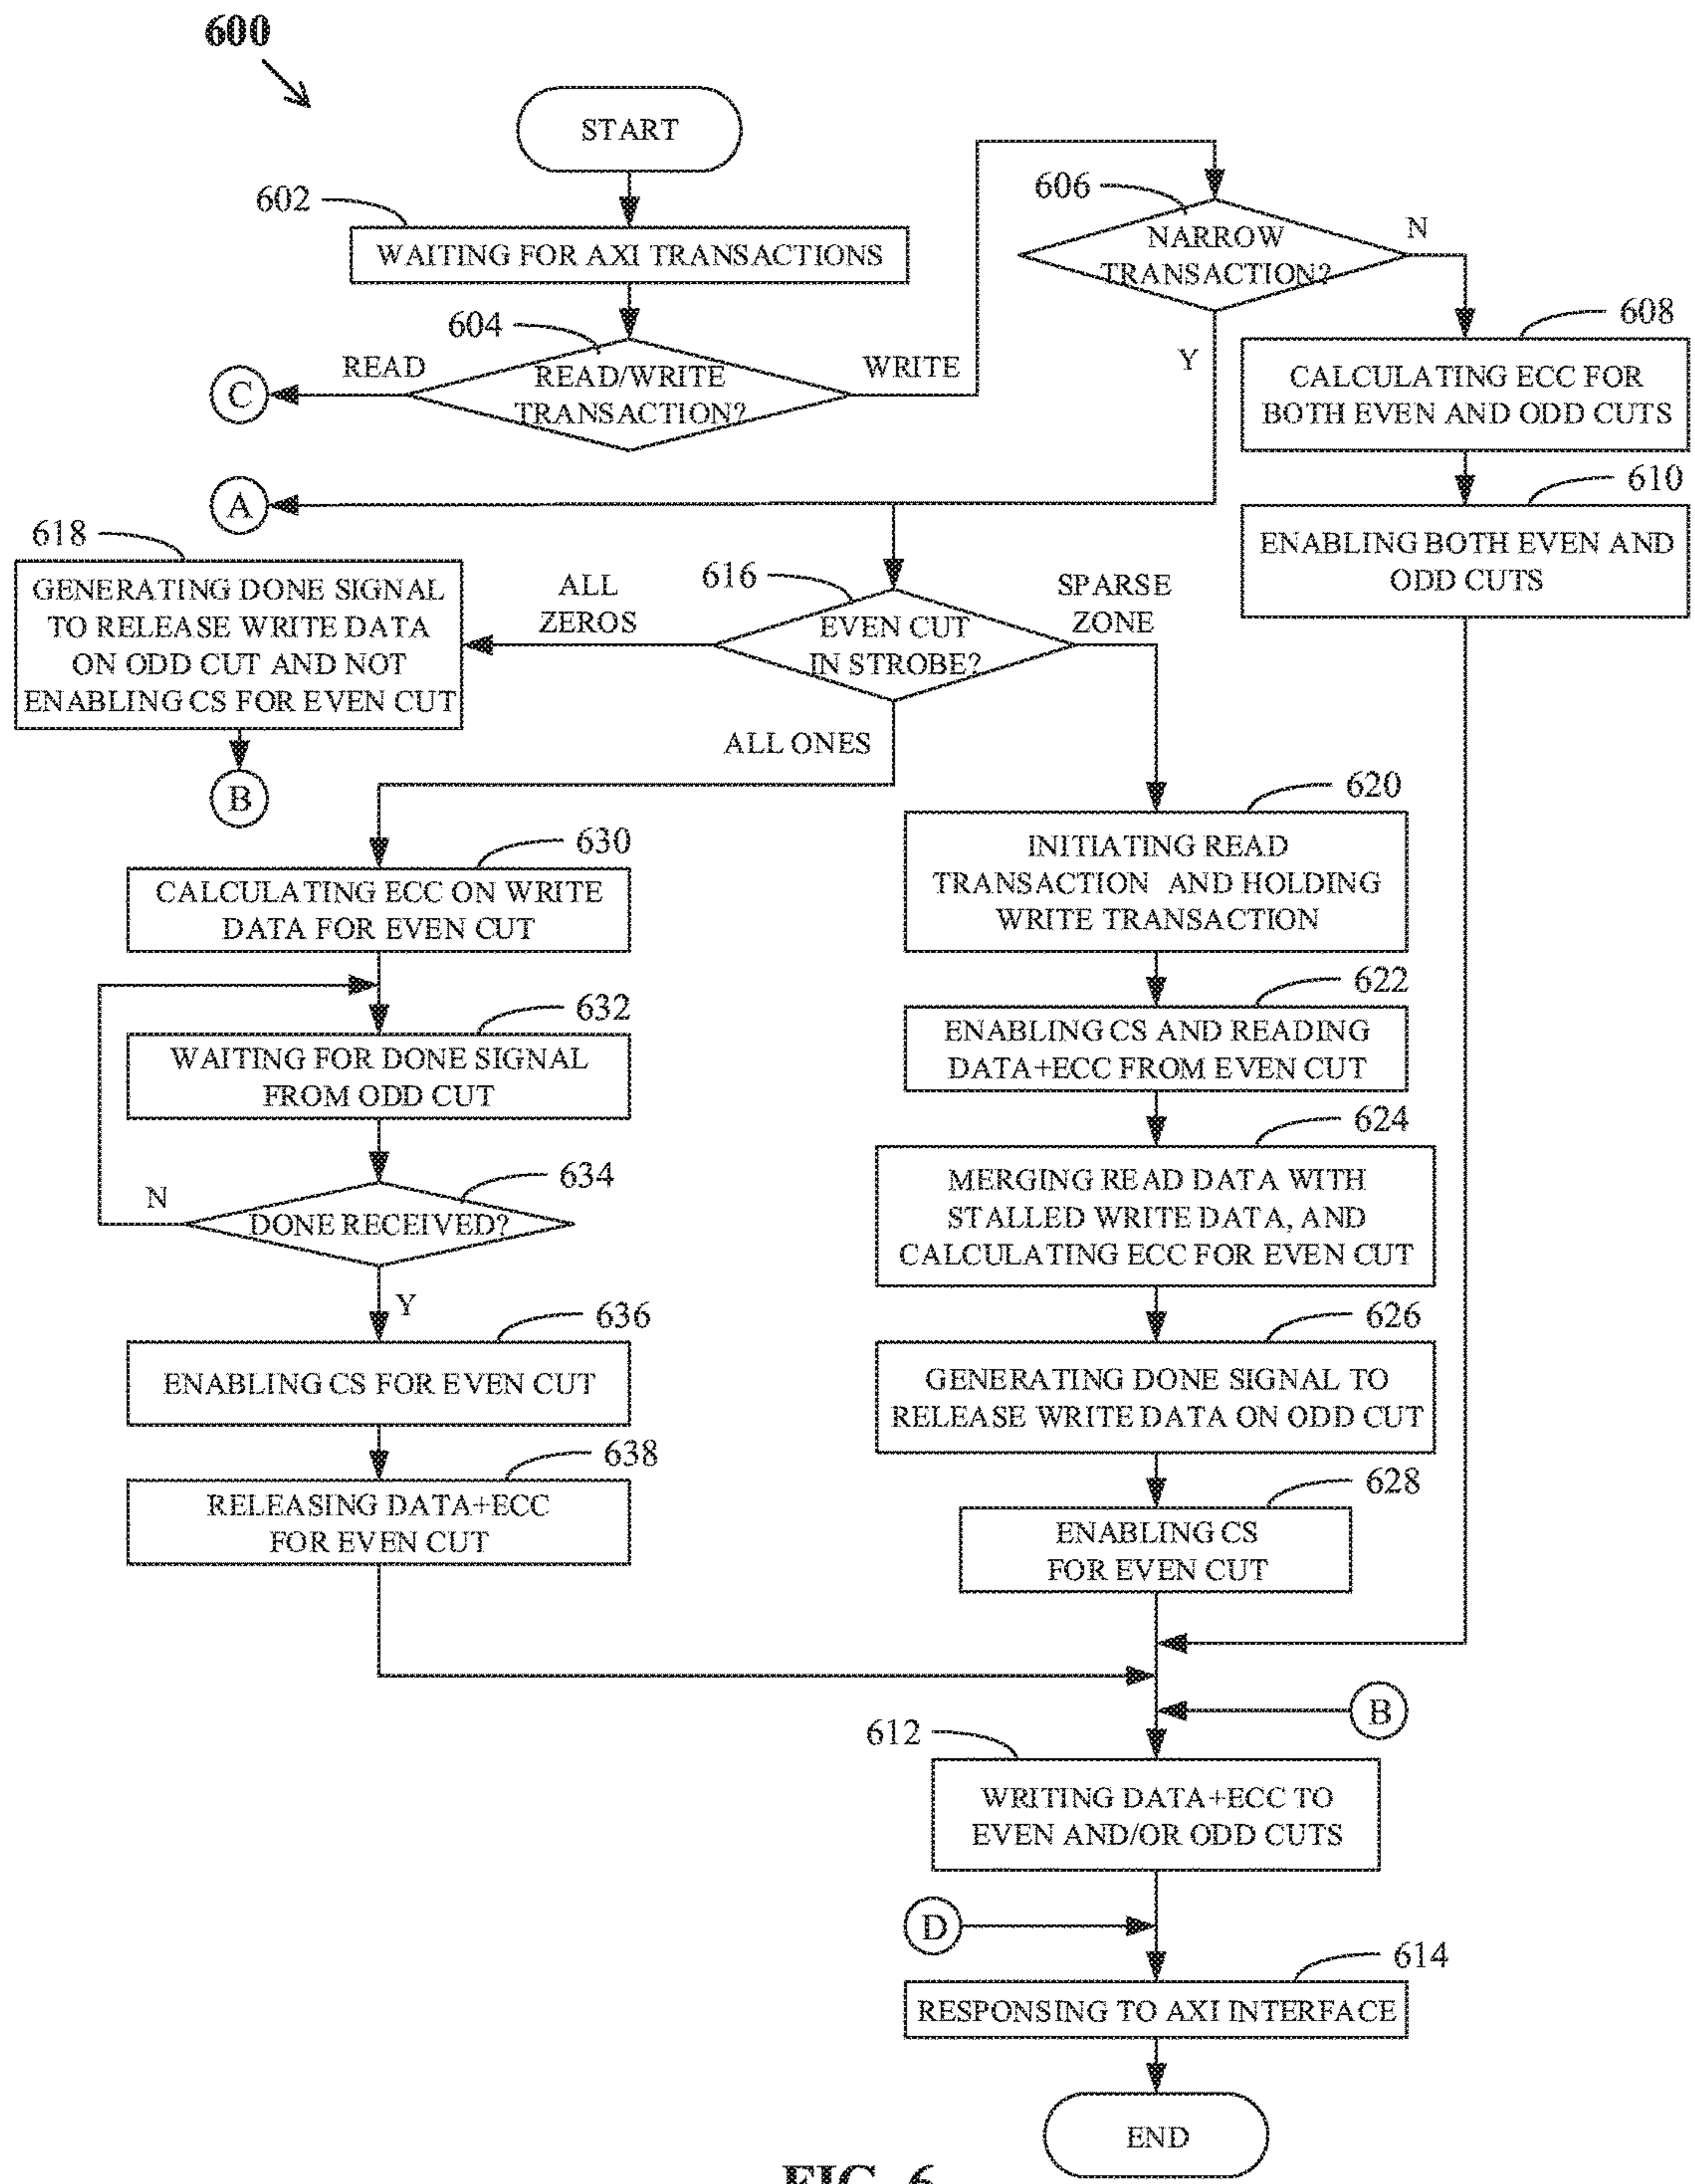 600
START
602
WAITING FOR AXI TRANSACTIONS
604
READ/WRITE
TRANSACTION?
READ
WRITE
C
606
NARROW
TRANSACTION?
N
Y
608
CALCULATING ECC FOR
BOTH EVEN AND ODD CUTS
610
ENABLING BOTH EVEN AND
ODD CUTS
A
616
EVEN CUT
IN STROBE?
ALL
ZEROS
SPARSE
ZONE
ALL ONES
618
GENERATING DONE SIGNAL
TO RELEASE WRITE DATA
ON ODD CUT AND NOT
ENABLING CS FOR EVEN CUT
B
630
CALCULATING ECC ON WRITE
DATA FOR EVEN CUT
632
WAITING FOR DONE SIGNAL
FROM ODD CUT
634
DONE RECEIVED?
N
Y
636
ENABLING CS FOR EVEN CUT
638
RELEASING DATA+ECC
FOR EVEN CUT
620
INITIATING READ
TRANSACTION AND HOLDING
WRITE TRANSACTION
622
ENABLING CS AND READING
DATA+ECC FROM EVEN CUT
624
MERGING READ DATA WITH
STALLED WRITE DATA, AND
CALCULATING ECC FOR EVEN CUT
626
GENERATING DONE SIGNAL TO
RELEASE WRITE DATA ON ODD CUT
628
ENABLING CS
FOR EVEN CUT
B
612
WRITING DATA+ECC TO
EVEN AND/OR ODD CUTS
D
614
RESPONSING TO AXI INTERFACE
END
FIG. 6